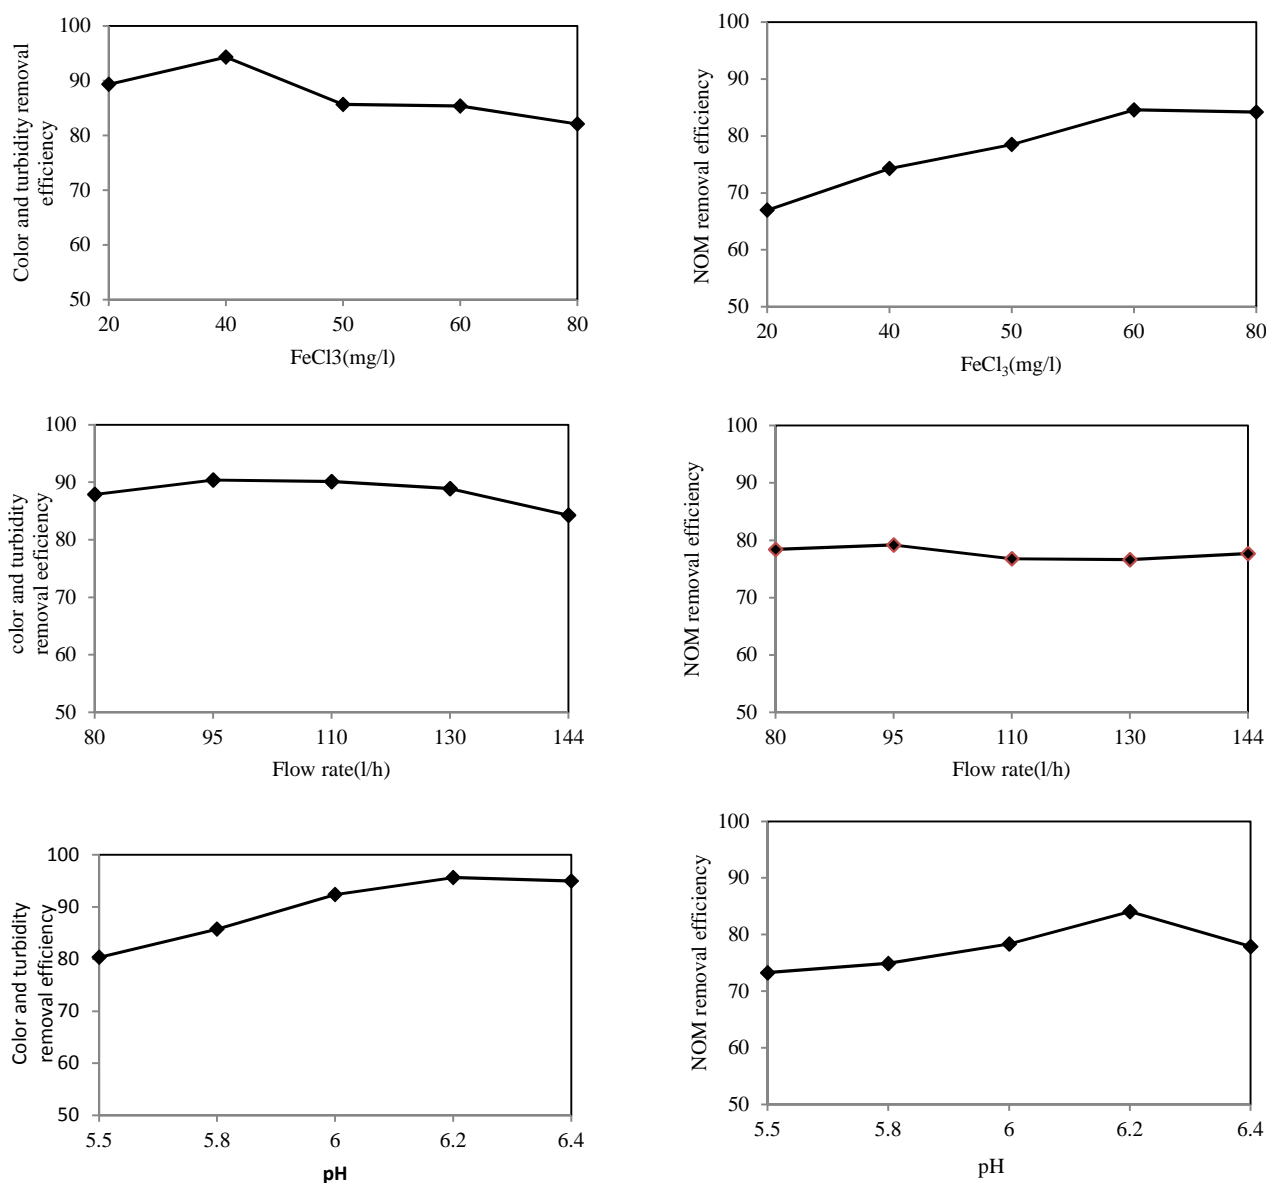 Color and turbidity removal
efficiency
100
90
80
70
60
50
20 40 50 60 80
FeCl3(mg/l)
NOM removal efficiency
100
90
80
70
60
50
20 40 50 60 80
FeCl₃(mg/l)
color and turbidity
removal eeficiency
100
90
80
70
60
50
80 95 110 130 144
Flow rate(l/h)
NOM removal efficiency
100
90
80
70
60
50
80 95 110 130 144
Flow rate(l/h)
Color and turbidity
removal efficiency
100
90
80
70
60
50
5.5 5.8 6 6.2 6.4
pH
NOM removal efficiency
100
90
80
70
60
50
5.5 5.8 6 6.2 6.4
pH